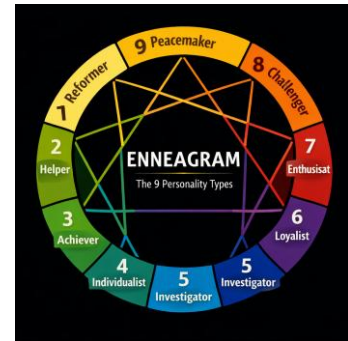 9 Peacemaker
8 Challenger
7
Enthusisat
6
Loyalist
5
Investigator
5
Investigator
4
Individualist
3
Achiever
2
Helper
1 Reformer
ENNEAGRAM
The 9 Personality Types